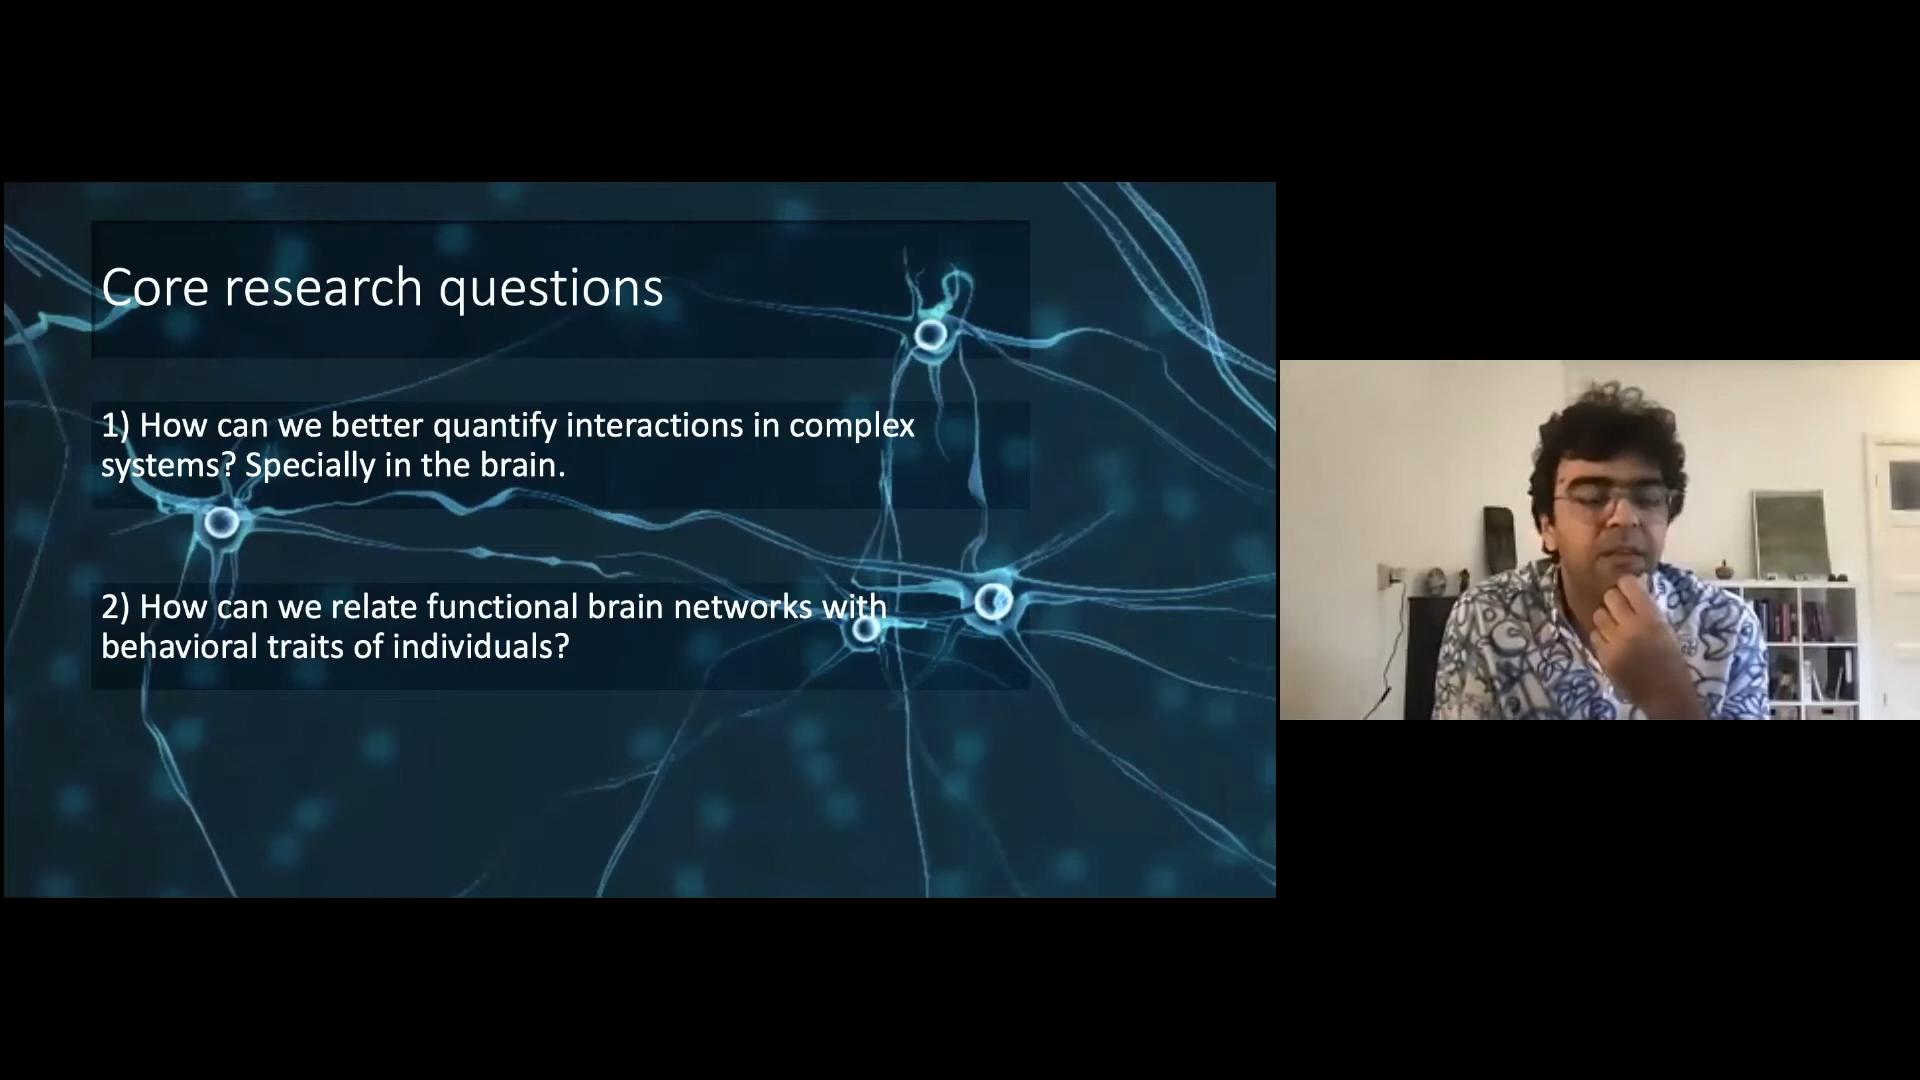 Core research questions
1) How can we better quantify interactions in complex
systems? Specially in the brain.
2) How can we relate functional brain networks with
behavioral traits of individuals?